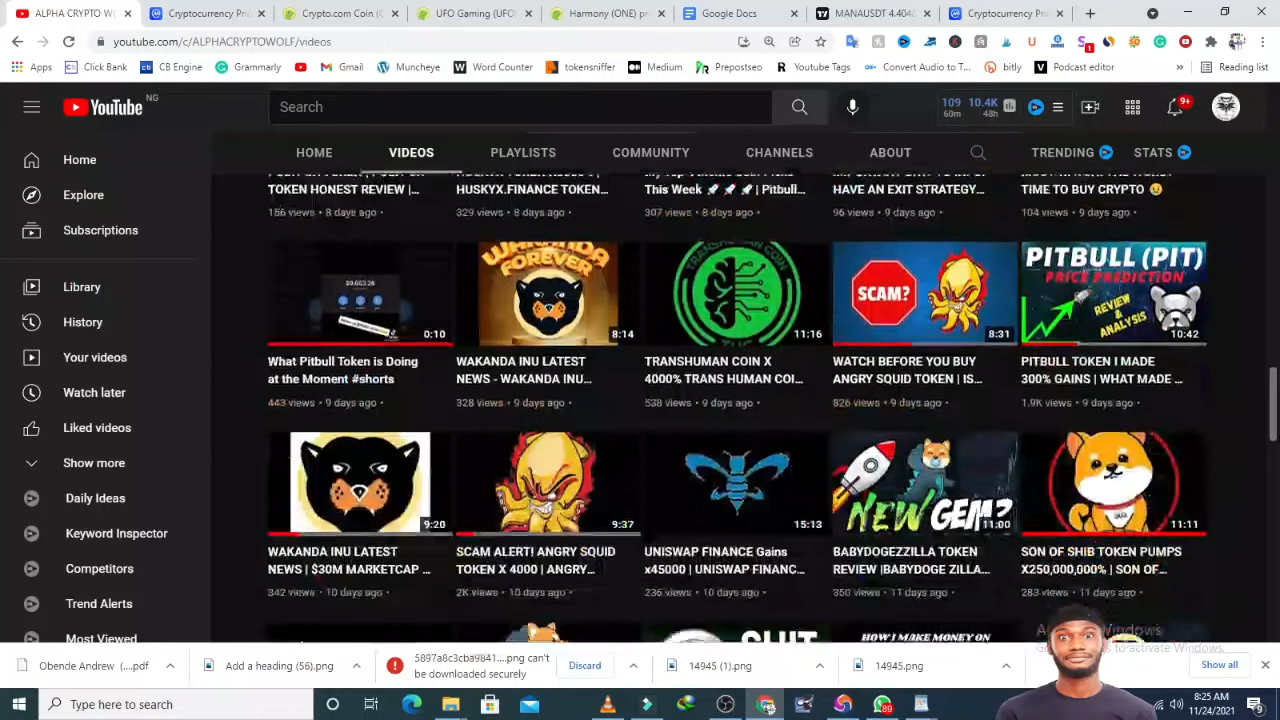 ALPHA CRYPTO W
Cryptocurrency Pr
Crypto.com Coin (
UFO Gaming (UFO
Harmony (ONE) p
Google Docs
MANAUSDT 4.404
Cryptocurrency Pr
youtube.com/c/ALPHACRYPTOWOLF/videos
Apps
Click Bank
CB Engine
Grammarly
Gmail
Muncheye
Word Counter
tokensniffer
Medium
Prepostseo
Youtube Tags
Convert Audio to T...
bitly
Podcast editor
»
Reading list
YouTube NG
Search
109 10.4K
60m 48h
9+
HOME
VIDEOS
PLAYLISTS
COMMUNITY
CHANNELS
ABOUT
TRENDING
STATS
Home
Explore
Subscriptions
Library
History
Your videos
Watch later
Liked videos
Show more
Daily Ideas
Keyword Inspector
Competitors
Trend Alerts
Most Viewed
TOKEN HONEST REVIEW |...
156 views • 8 days ago •
HUSKYX.FINANCE TOKEN...
329 views • 8 days ago •
This Week 🚀 🚀 🚀 | Pitbull...
307 views • 8 days ago •
HAVE AN EXIT STRATEGY...
96 views • 9 days ago •
TIME TO BUY CRYPTO 😢
104 views • 9 days ago •
$0,603.26
0:10
What Pitbull Token is Doing
at the Moment #shorts
443 views • 9 days ago •
WAKANDA
FOREVER
8:14
WAKANDA INU LATEST
NEWS - WAKANDA INU...
328 views • 9 days ago •
TRANSHUMAN COIN
11:16
TRANSHUMAN COIN X
4000% TRANS HUMAN COI...
538 views • 9 days ago •
SCAM?
8:31
WATCH BEFORE YOU BUY
ANGRY SQUID TOKEN | IS...
826 views • 9 days ago •
PITBULL (PIT)
PRICE PREDICTION
REVIEW
&
ANALYSIS
10:42
PITBULL TOKEN I MADE
300% GAINS | WHAT MADE ...
1.9K views • 9 days ago •
9:20
WAKANDA INU LATEST
NEWS | $30M MARKETCAP ...
342 views • 10 days ago •
9:37
SCAM ALERT! ANGRY SQUID
TOKEN X 4000 | ANGRY...
2K views • 10 days ago •
15:13
UNISWAP FINANCE Gains
x45000 | UNISWAP FINANC...
236 views • 10 days ago •
NEW GEM?
11:00
BABYDOGEZZILLA TOKEN
REVIEW |BABYDOGE ZILLA...
350 views • 11 days ago •
11:11
SON OF SHIB TOKEN PUMPS
X250,000,000% | SON OF...
283 views • 11 days ago •
HOW I MAKE MONEY ON
Obende Andrew (....pdf
Add a heading (56).png
5897a8c3cba9841....png can't
be downloaded securely
Discard
14945 (1).png
14945.png
Show all
Type here to search
89
8:25 AM
11/24/2021